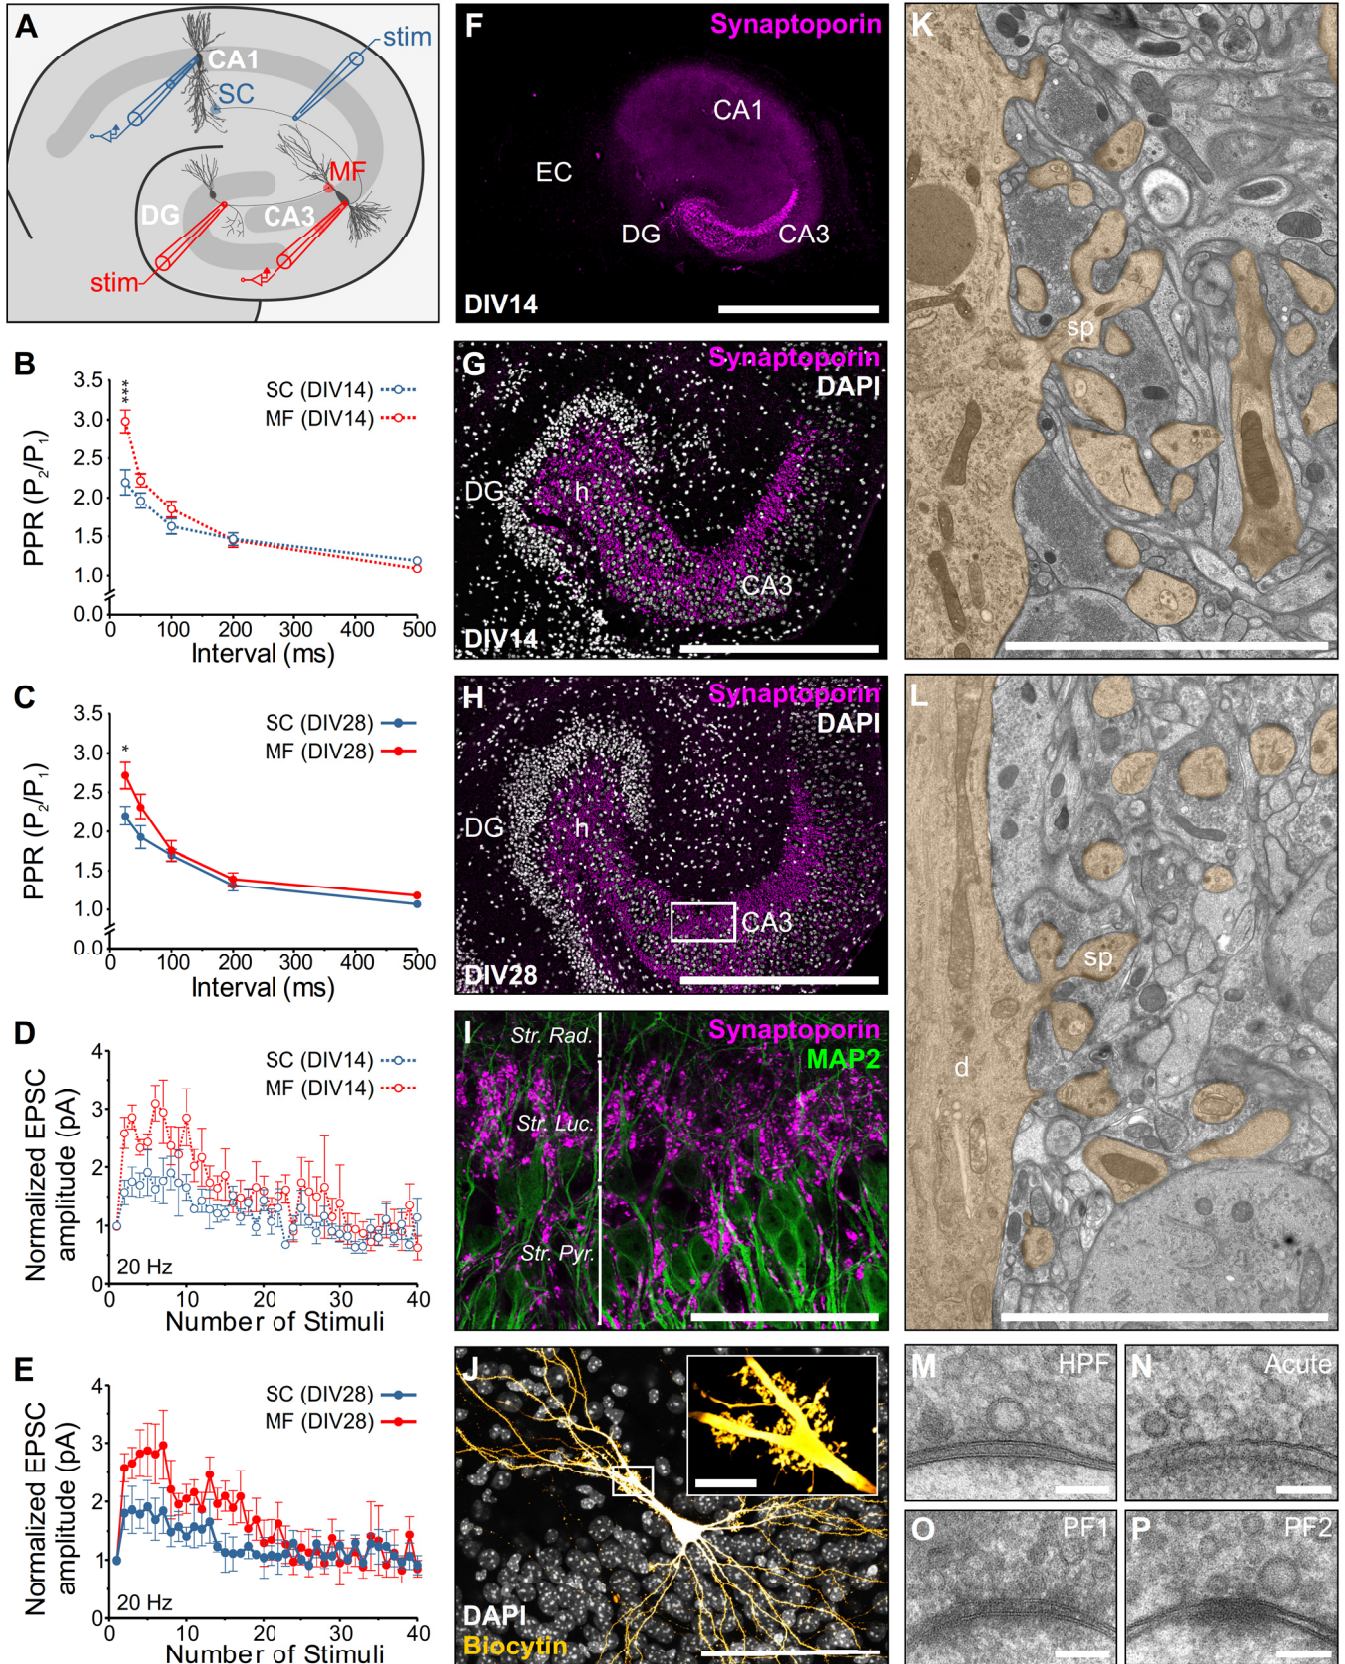 A
stim
CA1
SC
MF
DG
CA3
stim
B
SC (DIV14)
MF (DIV14)
***
PPR (P2/P1)
3.5
3.0
2.5
2.0
1.5
1.0
0.0
0
100
200
300
400
500
Interval (ms)
C
SC (DIV28)
MF (DIV28)
*
PPR (P2/P1)
3.5
3.0
2.5
2.0
1.5
1.0
0.0
0
100
200
300
400
500
Interval (ms)
D
SC (DIV14)
MF (DIV14)
Normalized EPSC
amplitude (pA)
4
3
2
1
0
20 Hz
0
10
20
30
40
Number of Stimuli
E
SC (DIV28)
MF (DIV28)
Normalized EPSC
amplitude (pA)
4
3
2
1
0
20 Hz
0
10
20
30
40
Number of Stimuli
F
Synaptoporin
CA1
EC
DG
CA3
DIV14
G
Synaptoporin
DAPI
DG
h
CA3
DIV14
H
Synaptoporin
DAPI
DG
h
CA3
DIV28
I
Synaptoporin
MAP2
Str. Rad.
Str. Luc.
Str. Pyr.
J
DAPI
Biocytin
K
sp
L
sp
d
M
HPF
N
Acute
O
PF1
P
PF2